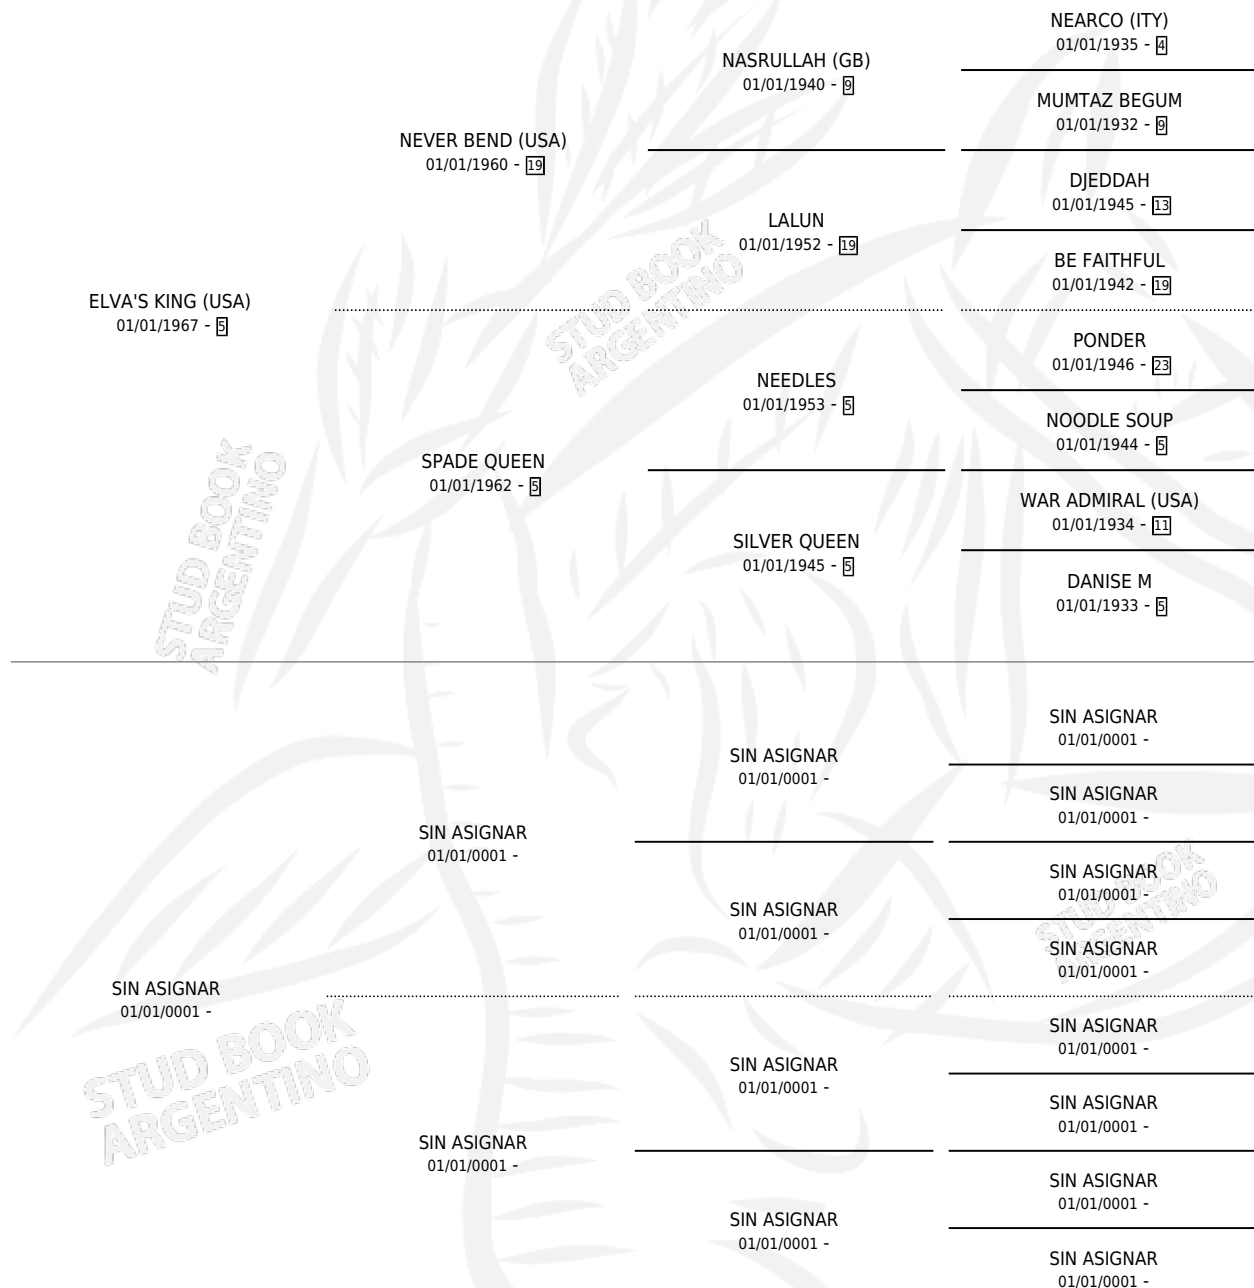 NEARCO (ITY)
01/01/1935 - 4
NASRULLAH (GB)
01/01/1940 - 9
MUMTAZ BEGUM
01/01/1932 - 9
NEVER BEND (USA)
01/01/1960 - 19
DJEDDAH
01/01/1945 - 13
LALUN
01/01/1952 - 19
BE FAITHFUL
01/01/1942 - 19
ELVA'S KING (USA)
01/01/1967 - 5
STUD BOOK
ARGENTINO
PONDER
01/01/1946 - 23
NEEDLES
01/01/1953 - 5
NOODLE SOUP
01/01/1944 - 5
SPADE QUEEN
01/01/1962 - 5
WAR ADMIRAL (USA)
01/01/1934 - 11
SILVER QUEEN
01/01/1945 - 5
DANISE M
01/01/1933 - 5
STUD BOOK
ARGENTINO
SIN ASIGNAR
01/01/0001 -
SIN ASIGNAR
01/01/0001 -
SIN ASIGNAR
01/01/0001 -
SIN ASIGNAR
01/01/0001 -
SIN ASIGNAR
01/01/0001 -
SIN ASIGNAR
01/01/0001 -
SIN ASIGNAR
01/01/0001 -
STUD BOOK
ARGENTINO
SIN ASIGNAR
01/01/0001 -
STUD BOOK
ARGENTINO
SIN ASIGNAR
01/01/0001 -
SIN ASIGNAR
01/01/0001 -
SIN ASIGNAR
01/01/0001 -
SIN ASIGNAR
01/01/0001 -
SIN ASIGNAR
01/01/0001 -
SIN ASIGNAR
01/01/0001 -
SIN ASIGNAR
01/01/0001 -